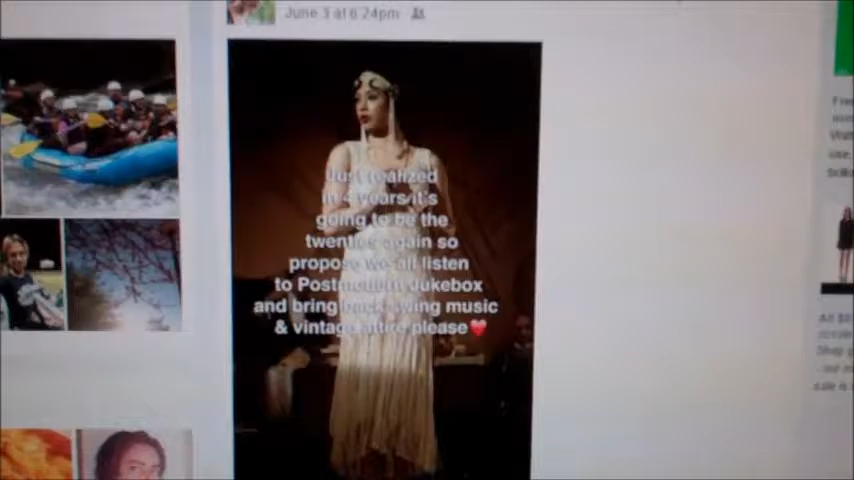 June 3 at 6:24pm
Just realized
in 4 years it's
going to be the
twenties again so
propose we all listen
to Postmodern Jukebox
and bring back swing music
& vintage attire please❤